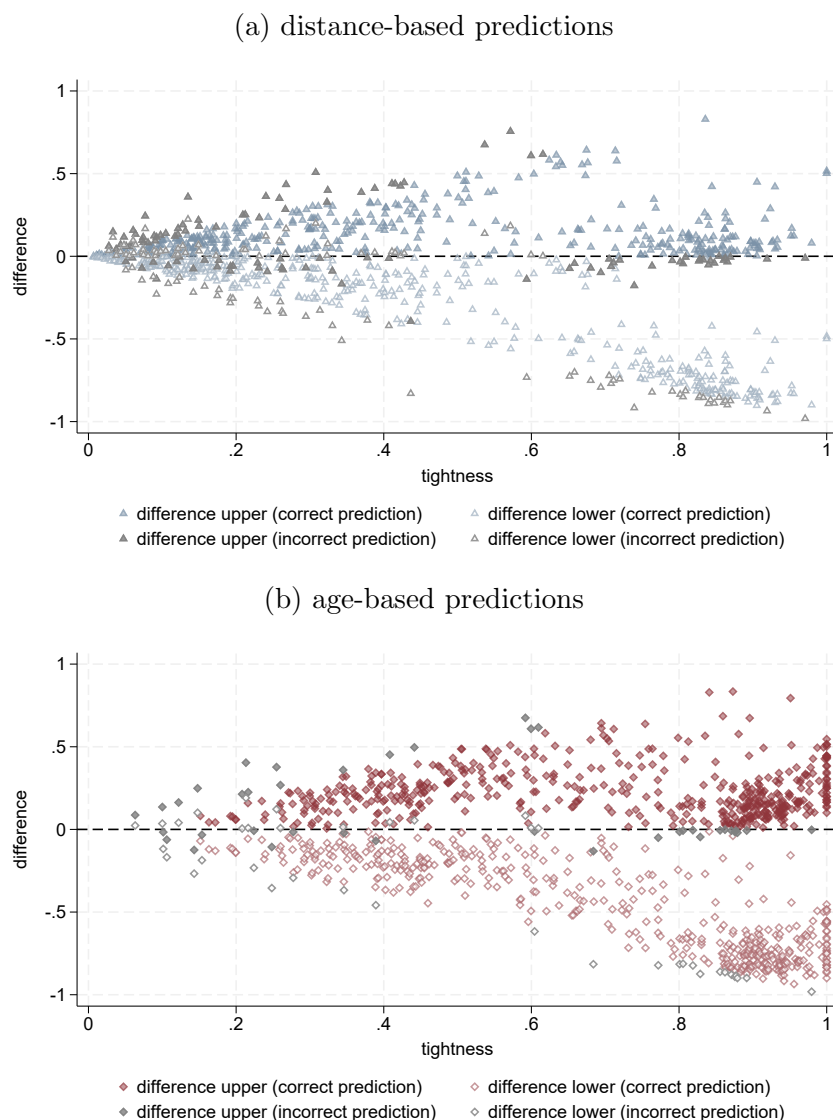 (a) distance-based predictions
1
.5
0
-.5
-1
difference
0 .2 .4 .6 .8 1
tightness
difference upper (correct prediction) difference lower (correct prediction)
difference upper (incorrect prediction) difference lower (incorrect prediction)
(b) age-based predictions
1
.5
0
-.5
-1
difference
0 .2 .4 .6 .8 1
tightness
difference upper (correct prediction) difference lower (correct prediction)
difference upper (incorrect prediction) difference lower (incorrect prediction)